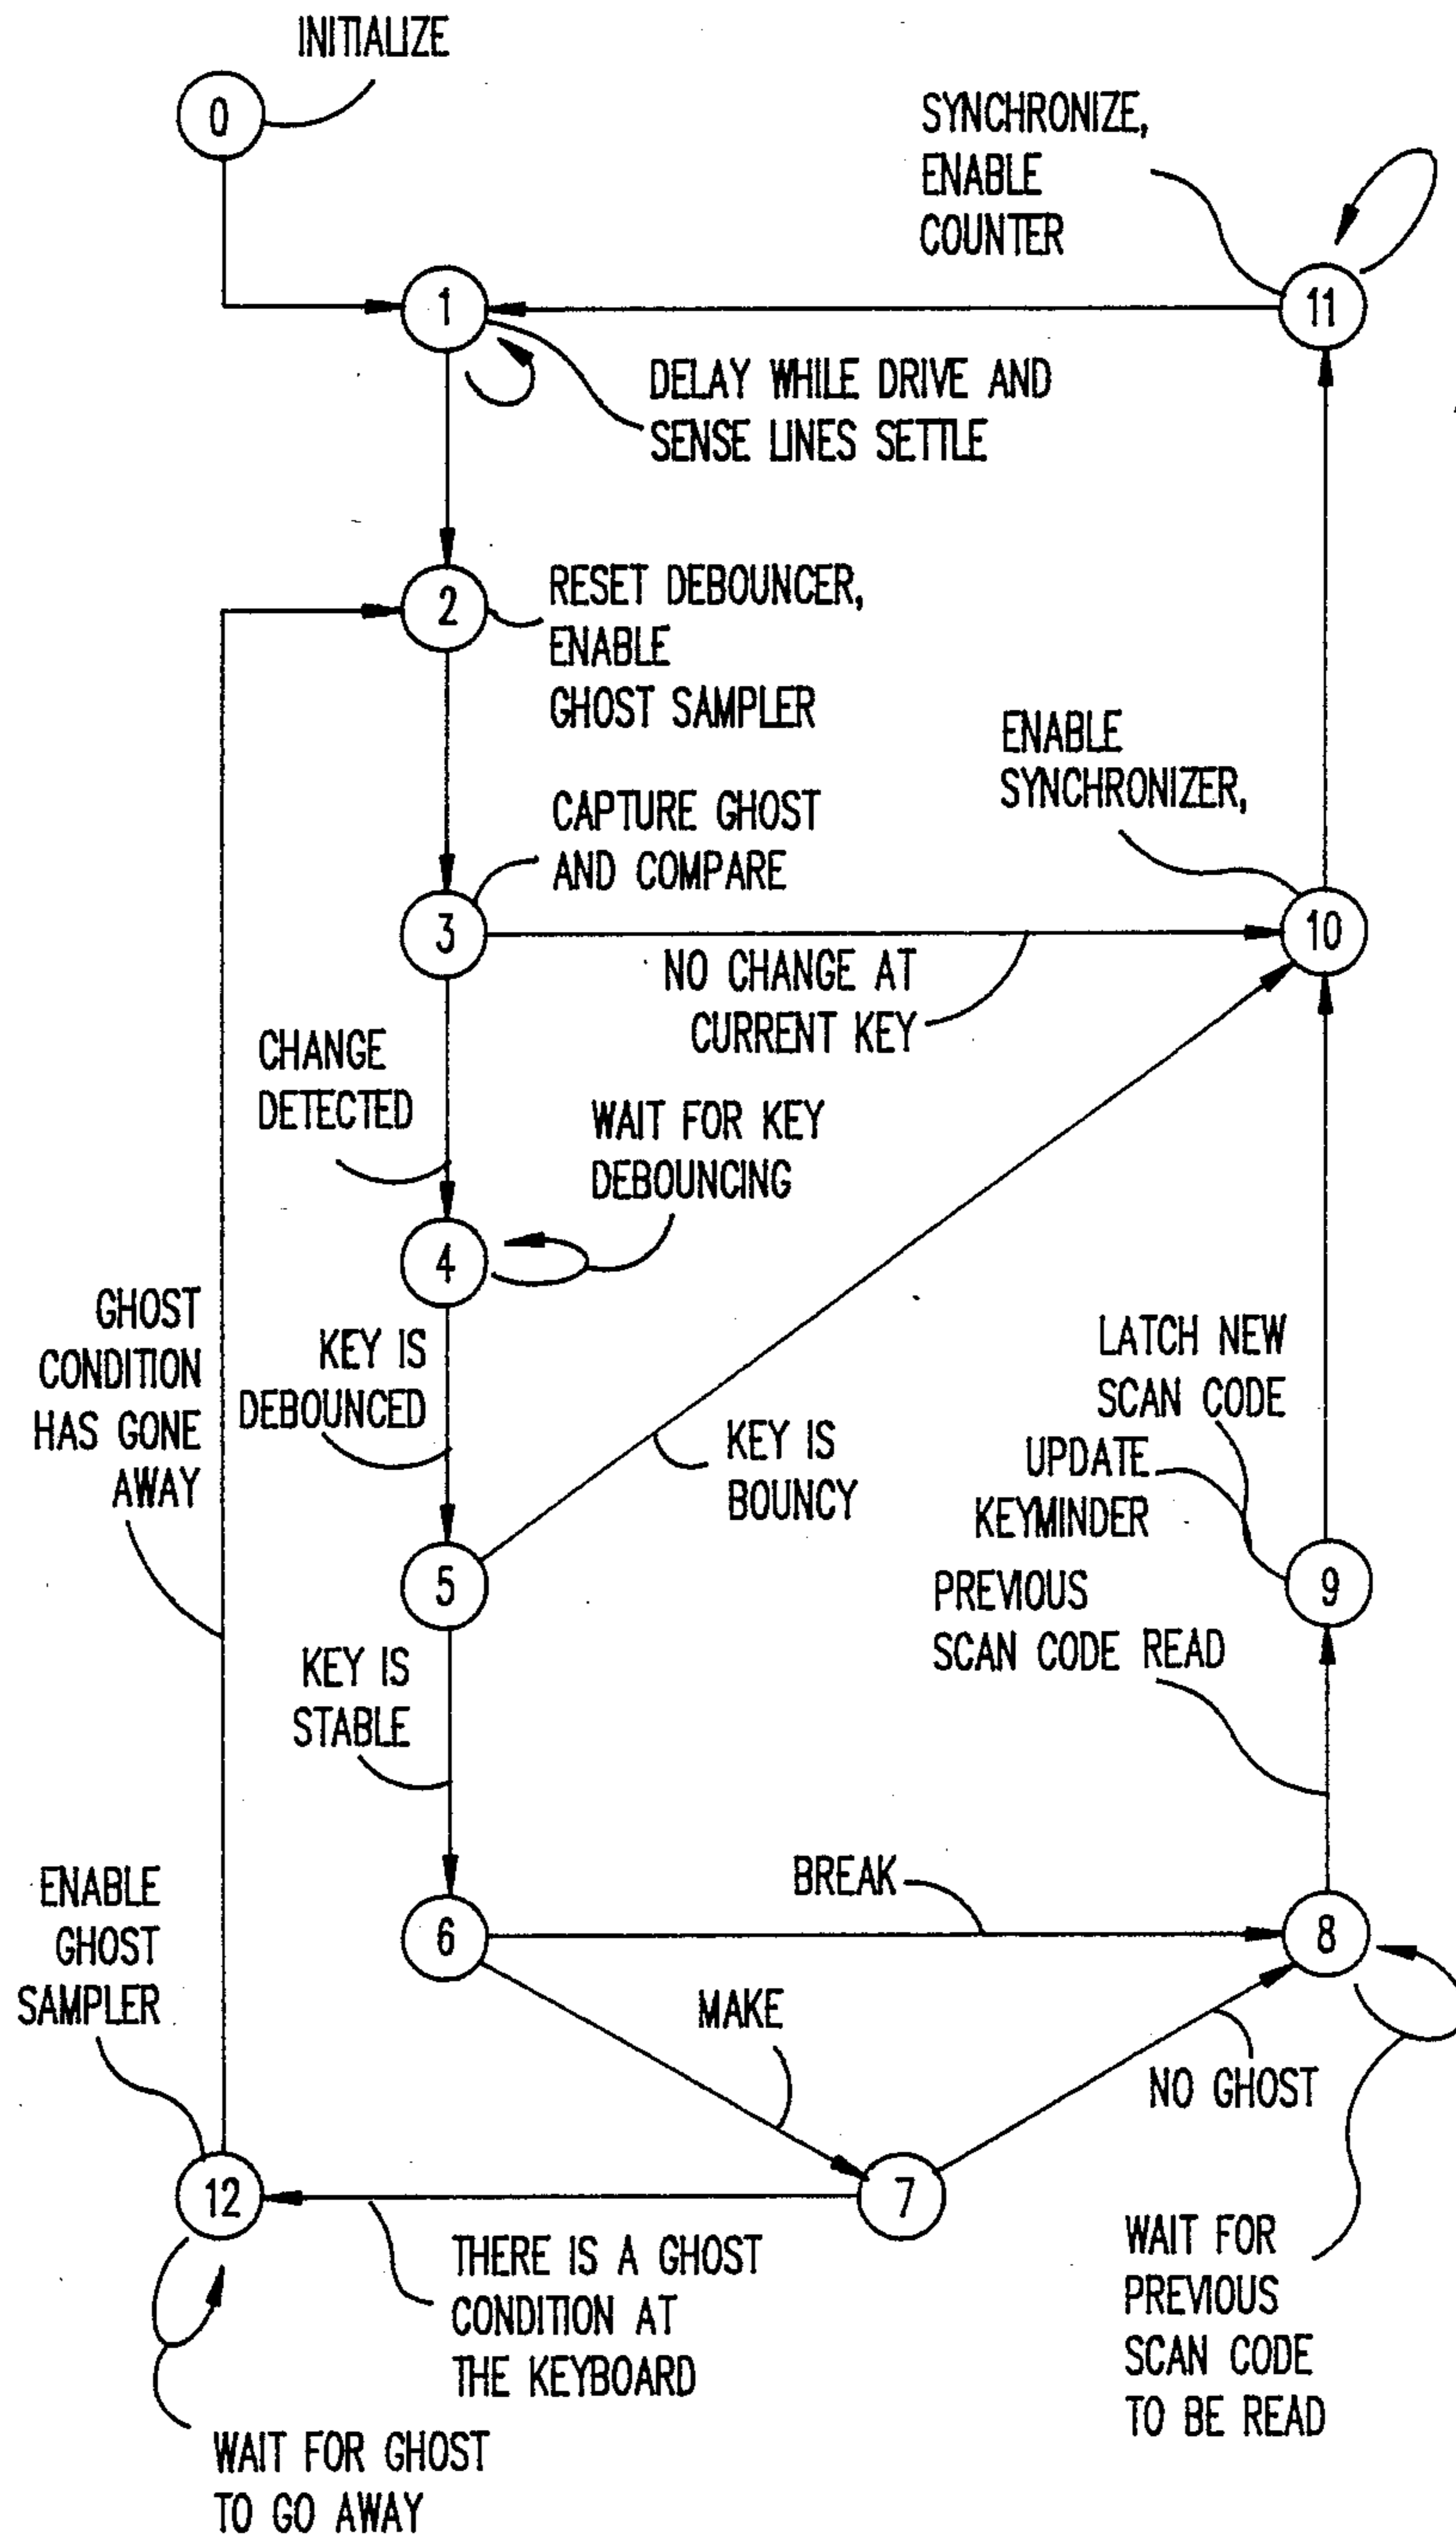 INITIALIZE
0
SYNCHRONIZE,
ENABLE
COUNTER
1
11
DELAY WHILE DRIVE AND
SENSE LINES SETTLE
2
RESET DEBOUNCER,
ENABLE
GHOST SAMPLER
ENABLE
SYNCHRONIZER,
CAPTURE GHOST
AND COMPARE
3
10
NO CHANGE AT
CURRENT KEY
CHANGE
DETECTED
WAIT FOR KEY
DEBOUNCING
4
GHOST
CONDITION
HAS GONE
AWAY
KEY IS
DEBOUNCED
LATCH NEW
SCAN CODE
KEY IS
BOUNCY
UPDATE
KEYMINDER
5
9
PREVIOUS
SCAN CODE READ
KEY IS
STABLE
ENABLE
GHOST
SAMPLER
BREAK
6
8
MAKE
NO GHOST
12
7
THERE IS A GHOST
CONDITION AT
THE KEYBOARD
WAIT FOR
PREVIOUS
SCAN CODE
TO BE READ
WAIT FOR GHOST
TO GO AWAY